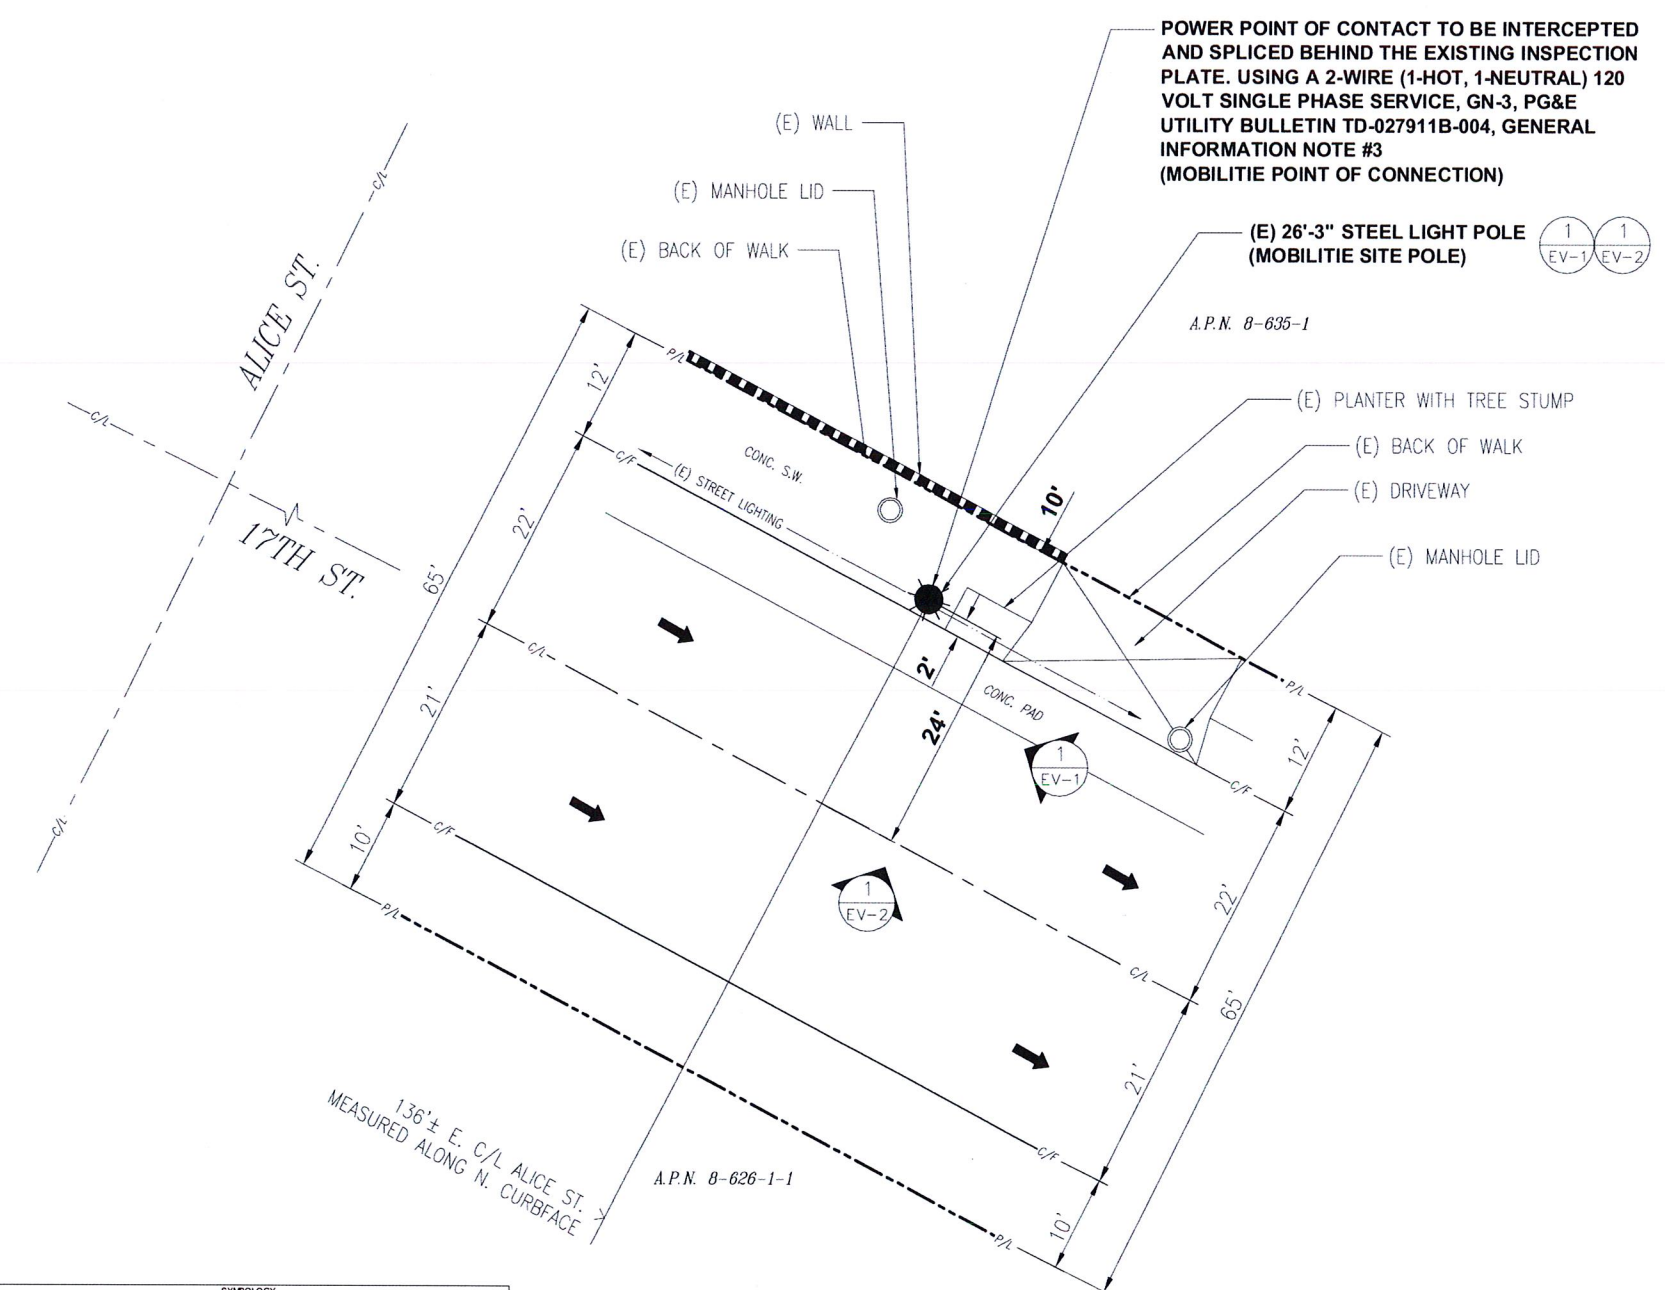 POWER POINT OF CONTACT TO BE INTERCEPTED
AND SPLICED BEHIND THE EXISTING INSPECTION
PLATE. USING A 2-WIRE (1-HOT, 1-NEUTRAL) 120
VOLT SINGLE PHASE SERVICE, GN-3, PG&E
UTILITY BULLETIN TD-027911B-004, GENERAL
INFORMATION NOTE #3
(MOBILITIE POINT OF CONNECTION)
(E) WALL
(E) MANHOLE LID
(E) BACK OF WALK
(E) 26'-3" STEEL LIGHT POLE
(MOBILITIE SITE POLE)
1
EV-1
1
EV-2
A.P.N. 8-635-1
C/L
ALICE ST.
C/L
17TH ST.
C/L
(E) PLANTER WITH TREE STUMP
(E) BACK OF WALK
(E) DRIVEWAY
(E) MANHOLE LID
P/L
12'
C/F
CONC. S.W.
(E) STREET LIGHTING
10'
22'
65'
C/L
21'
10'
C/F
P/L
2'
24'
CONC. PAD
1
EV-1
1
EV-2
P/L
12'
C/F
22'
65'
C/L
21'
C/F
10'
P/L
136'± E. C/L ALICE ST.
MEASURED ALONG N. CURBFACE
A.P.N. 8-626-1-1
SYMBOLOGY